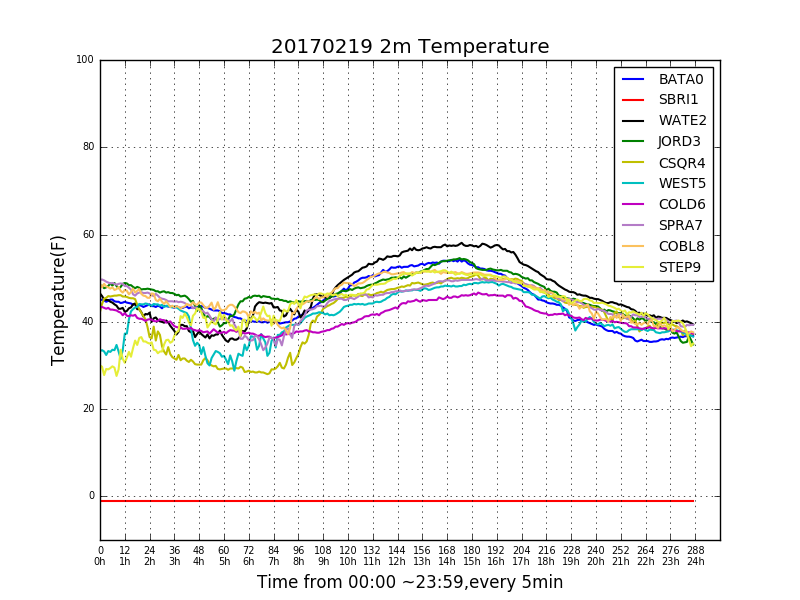 20170219 2m Temperature
100
80
60
40
20
0
Temperature(F)
BATA0
SBRI1
WATE2
JORD3
CSQR4
WEST5
COLD6
SPRA7
COBL8
STEP9
0 12 24 36 48 60 72 84 96 108 120 132 144 156 168 180 192 204 216 228 240 252 264 276 288
0h 1h 2h 3h 4h 5h 6h 7h 8h 9h 10h 11h 12h 13h 14h 15h 16h 17h 18h 19h 20h 21h 22h 23h 24h
Time from 00:00 ~23:59,every 5min